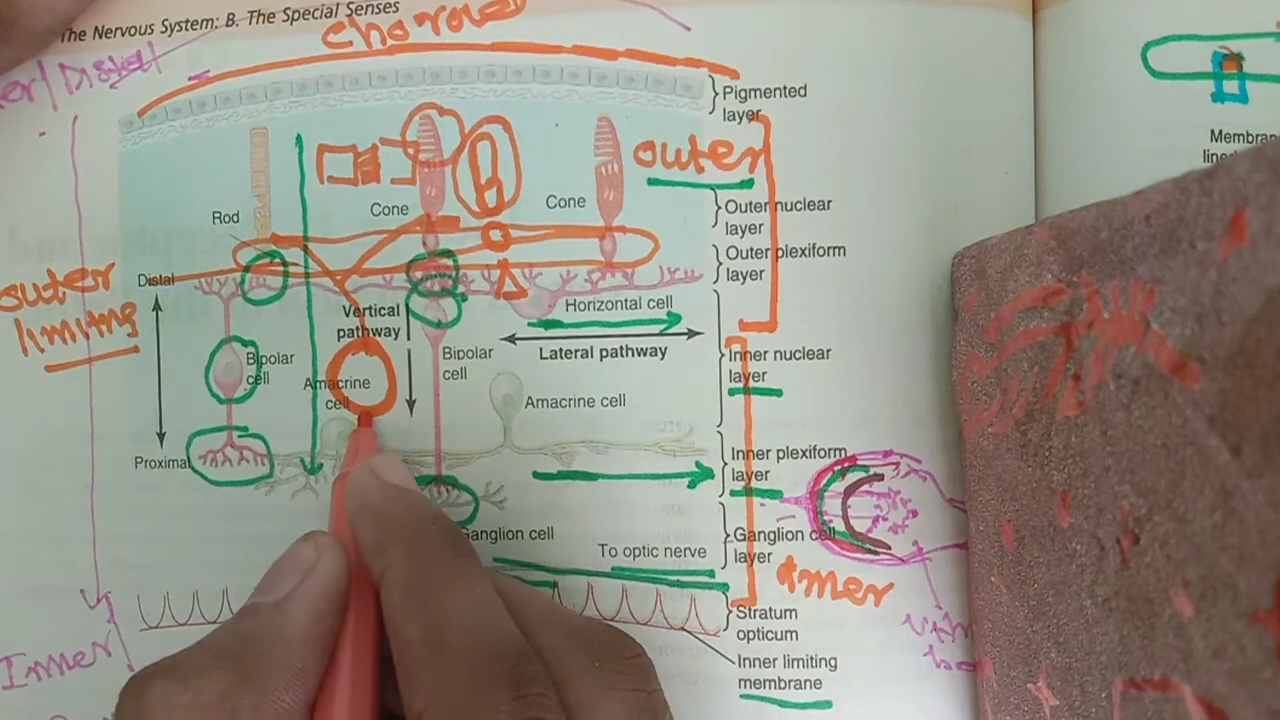 The Nervous System: B. The Special Senses
Pigmented
layer
Membran
outer
Rod
Cone
Cone
Outer nuclear
layer
Outer plexiform
layer
Distal
outer
limiting
Vertical
pathway
Horizontal cell
Lateral pathway
Bipolar
cell
Bipolar
cell
Amacrine
cell
Amacrine cell
Inner nuclear
layer
Proximal
Inner plexiform
layer
Ganglion cell
To optic nerve
Ganglion cell
layer
Stratum
opticum
Inner limiting
membrane
Inner